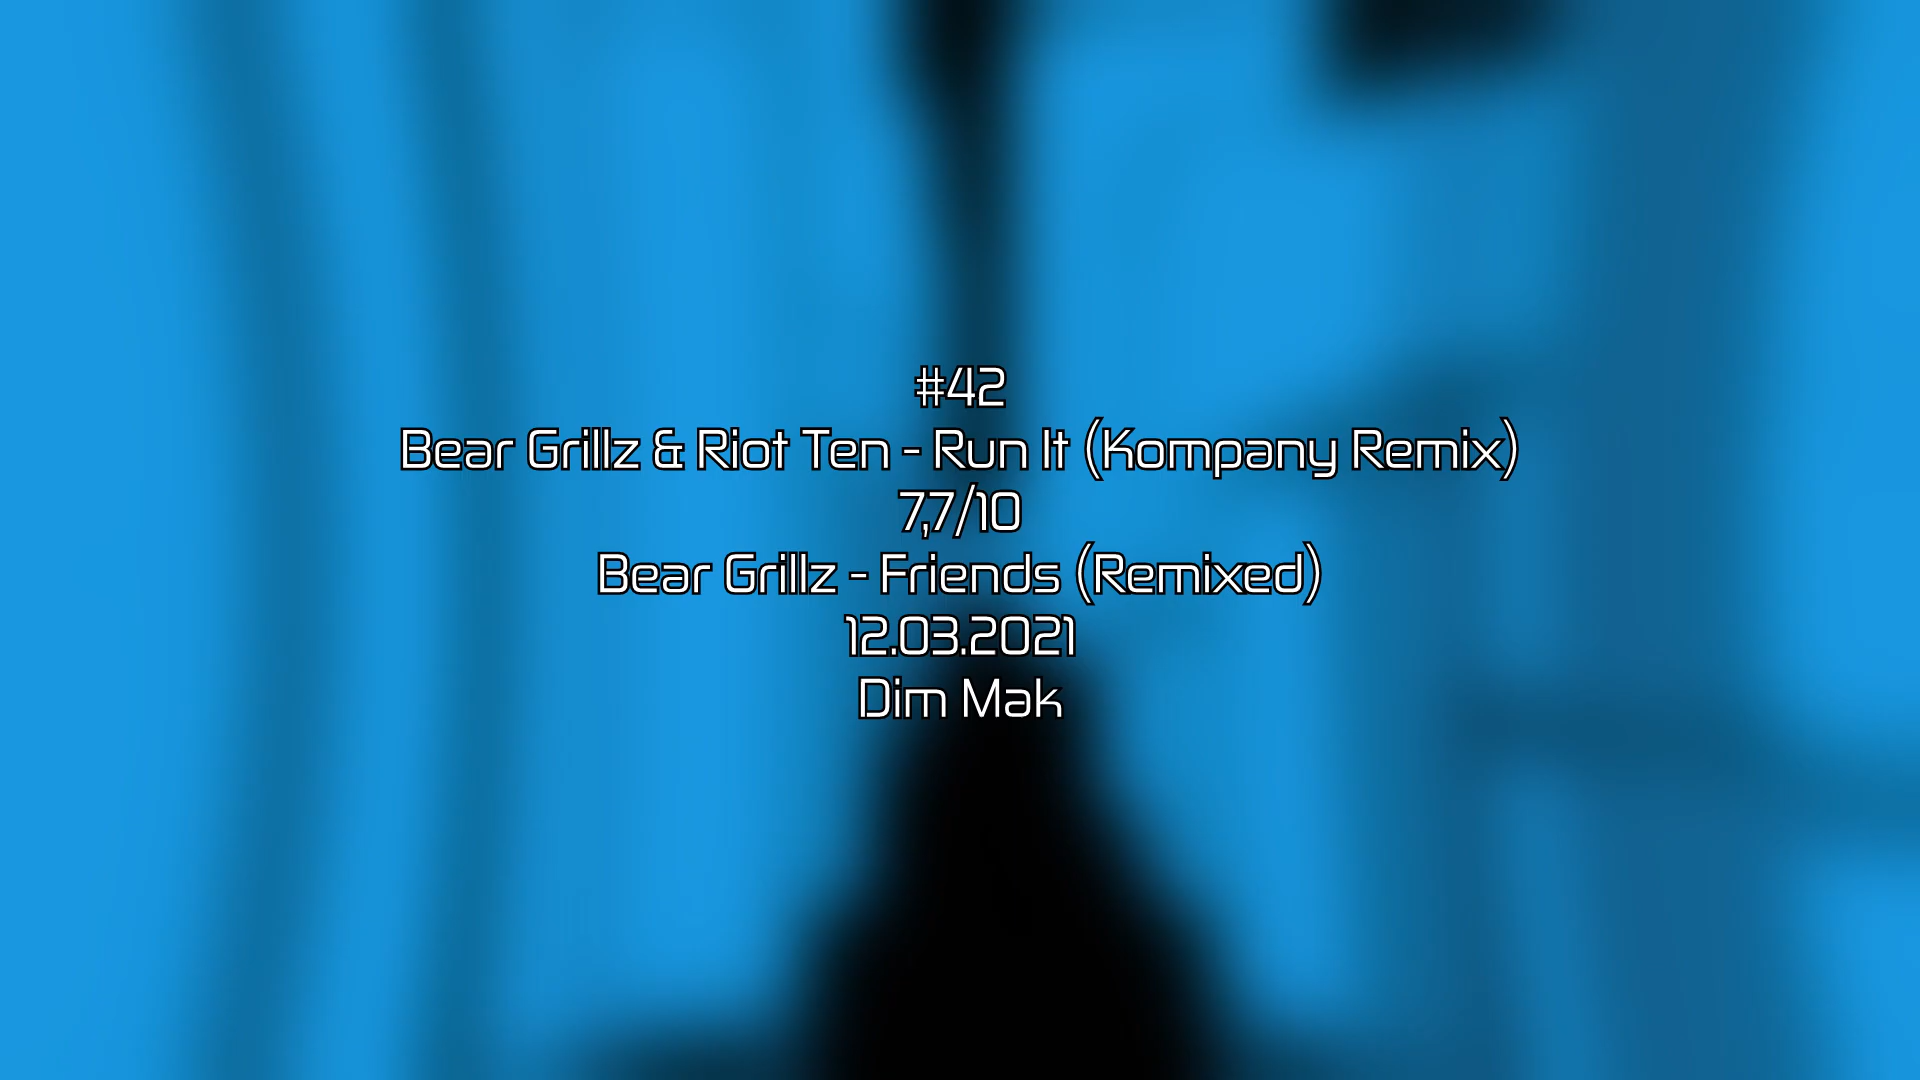 #42
Bear Grillz & Riot Ten - Run It (Kompany Remix)
7,7/10
Bear Grillz - Friends (Remixed)
12.03.2021
Dim Mak